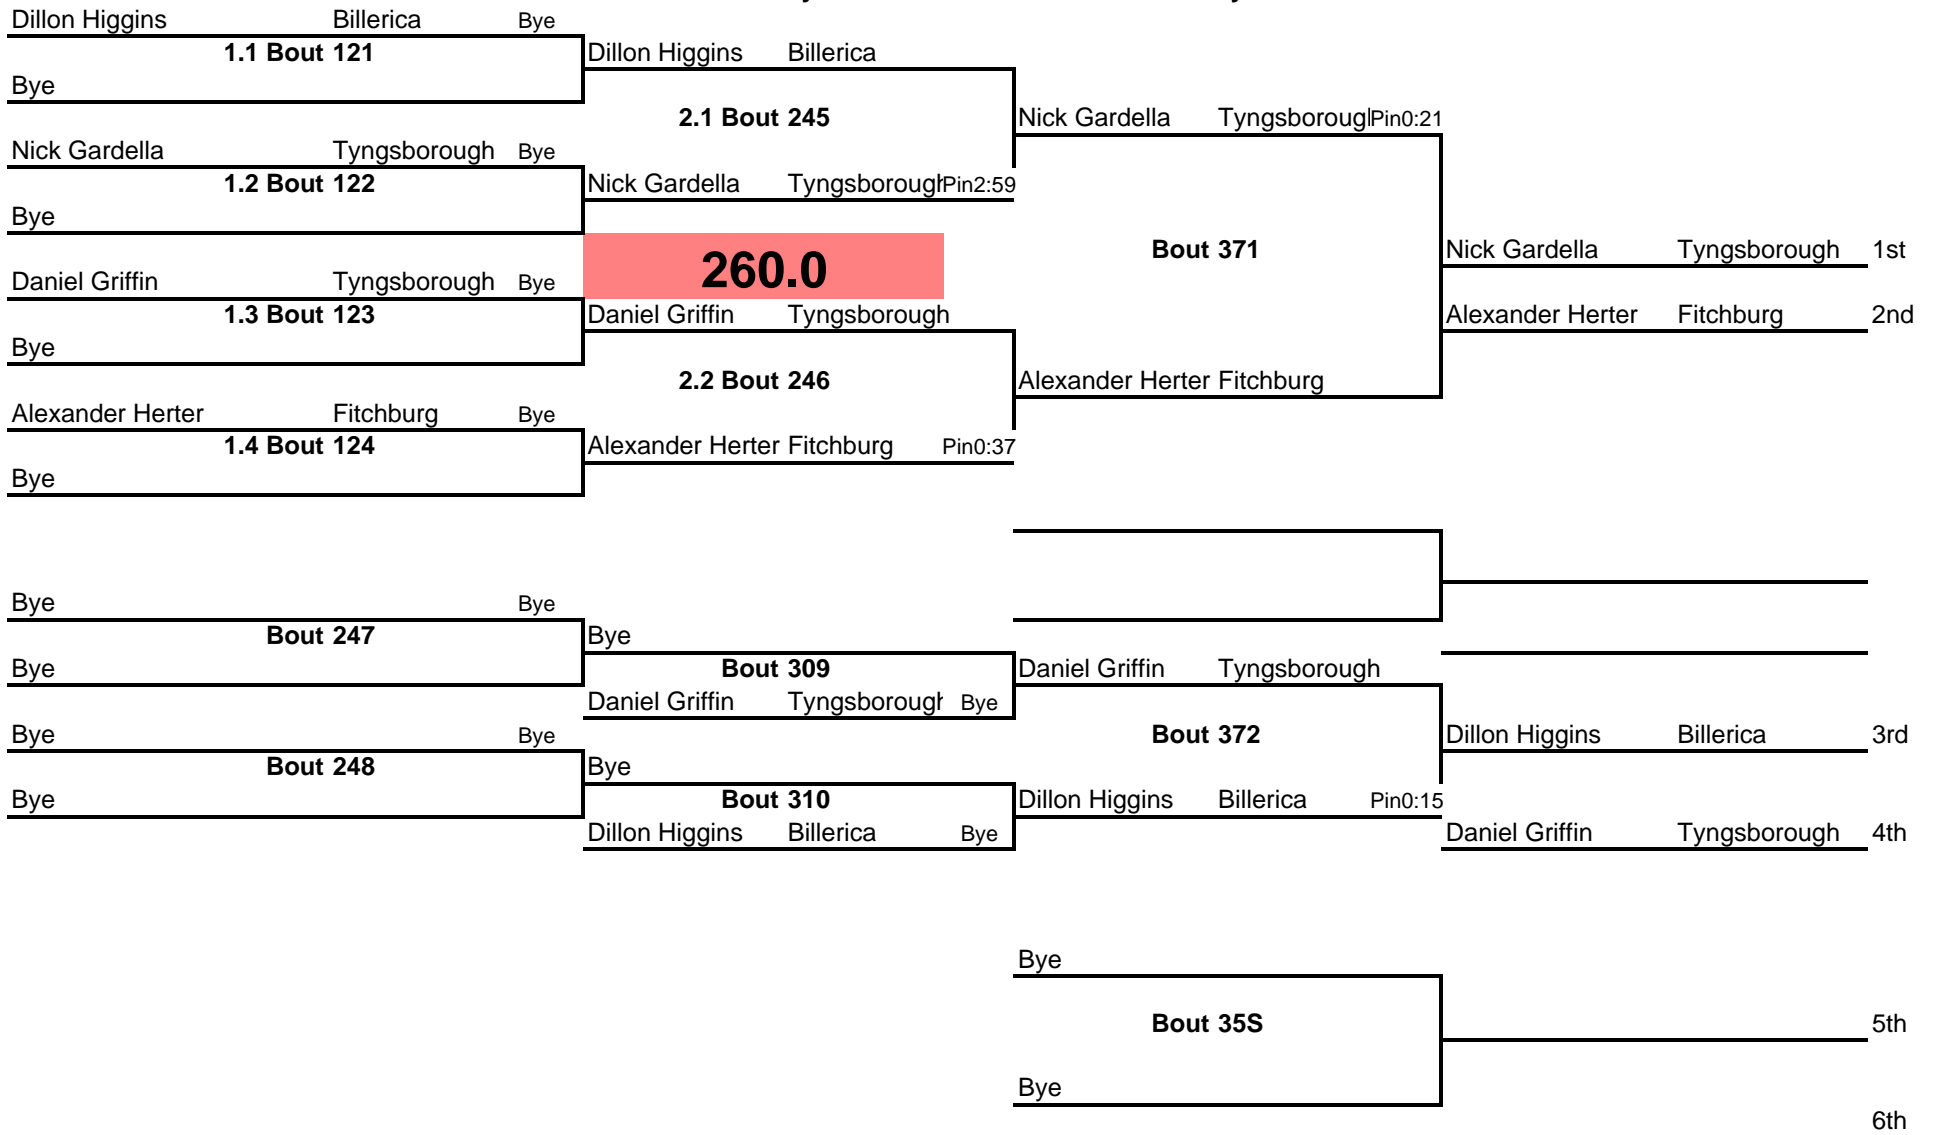 Dillon Higgins Billerica Bye
1.1 Bout 121 Dillon Higgins Billerica
Bye
2.1 Bout 245 Nick Gardella Tyngsboroug Pin0:21
Nick Gardella Tyngsborough Bye
1.2 Bout 122 Nick Gardella Tyngsborough Pin2:59
Bye
260.0 Bout 371 Nick Gardella Tyngsborough 1st
Daniel Griffin Tyngsborough Bye
1.3 Bout 123 Daniel Griffin Tyngsborough Alexander Herter Fitchburg 2nd
Bye
2.2 Bout 246 Alexander Herter Fitchburg
Alexander Herter Fitchburg Bye
1.4 Bout 124 Alexander Herter Fitchburg Pin0:37
Bye
Bye Bye
Bout 247 Bye
Bye Bout 309 Daniel Griffin Tyngsborough
Daniel Griffin Tyngsborough Bye
Bye Bye Bout 372 Dillon Higgins Billerica 3rd
Bout 248 Bye
Bye Bout 310 Dillon Higgins Billerica Pin0:15
Dillon Higgins Billerica Bye Daniel Griffin Tyngsborough 4th
Bye
Bout 35S 5th
Bye
6th